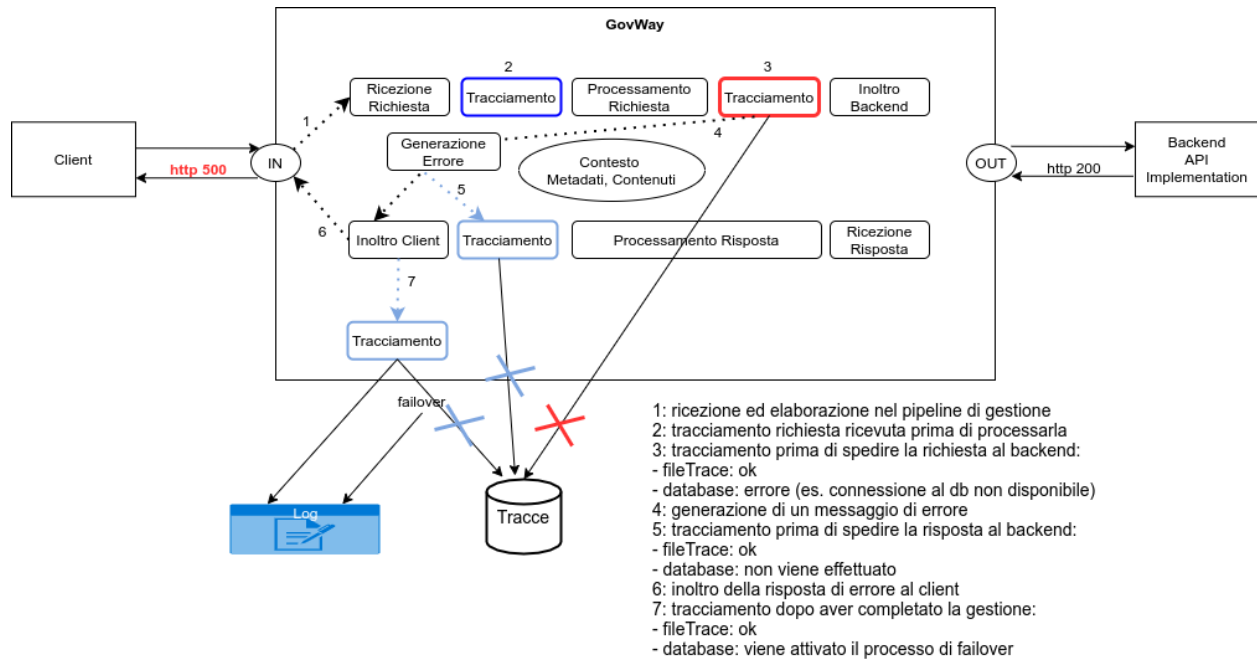 GovWay
2
3
Ricezione
Richiesta
Tracciamento
Processamento
Richiesta
Tracciamento
Inoltro
Backend
1
4
Client
http 500
IN
Generazione
Errore
Contesto
Metadati, Contenuti
OUT
http 200
Backend
API
Implementation
5
6
Inoltro Client
Tracciamento
Processamento Risposta
Ricezione
Risposta
7
Tracciamento
failover
Log
Tracce
1: ricezione ed elaborazione nel pipeline di gestione
2: tracciamento richiesta ricevuta prima di processarla
3: tracciamento prima di spedire la richiesta al backend:
- fileTrace: ok
- database: errore (es. connessione al db non disponibile)
4: generazione di un messaggio di errore
5: tracciamento prima di spedire la risposta al backend:
- fileTrace: ok
- database: non viene effettuato
6: inoltro della risposta di errore al client
7: tracciamento dopo aver completato la gestione:
- fileTrace: ok
- database: viene attivato il processo di failover